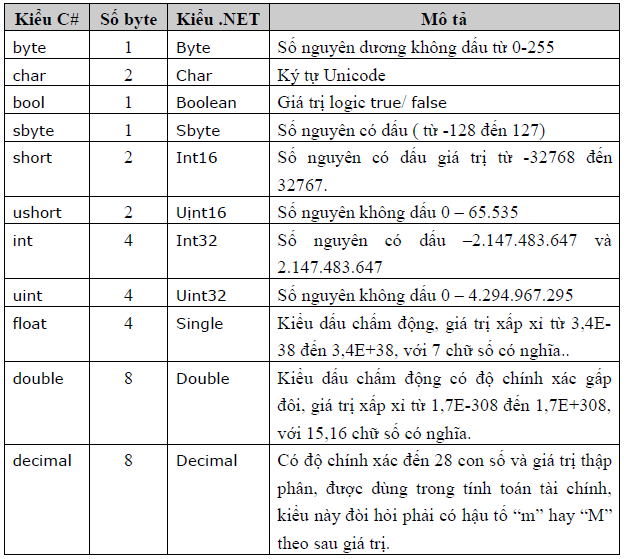 Kiểu C# Số byte Kiểu .NET Mô tả
byte 1 Byte Số nguyên dương không dấu từ 0-255
char 2 Char Ký tự Unicode
bool 1 Boolean Giá trị logic true/ false
sbyte 1 Sbyte Số nguyên có dấu ( từ -128 đến 127)
short 2 Int16 Số nguyên có dấu giá trị từ -32768 đến
32767.
ushort 2 Uịnt16 Số nguyên không dấu 0 – 65.535
int 4 Int32 Số nguyên có dấu –2.147.483.647 và
2.147.483.647
uint 4 Uint32 Số nguyên không dấu 0 – 4.294.967.295
float 4 Single Kiểu dấu chấm động, giá trị xấp xỉ từ 3,4E-
38 đến 3,4E+38, với 7 chữ số có nghĩa..
double 8 Double Kiểu dấu chấm động có độ chính xác gấp
đôi, giá trị xấp xỉ từ 1,7E-308 đến 1,7E+308,
với 15,16 chữ số có nghĩa.
decimal 8 Decimal Có độ chính xác đến 28 con số và giá trị thập
phân, được dùng trong tính toán tài chính,
kiểu này đòi hỏi phải có hậu tố “m” hay “M”
theo sau giá trị.